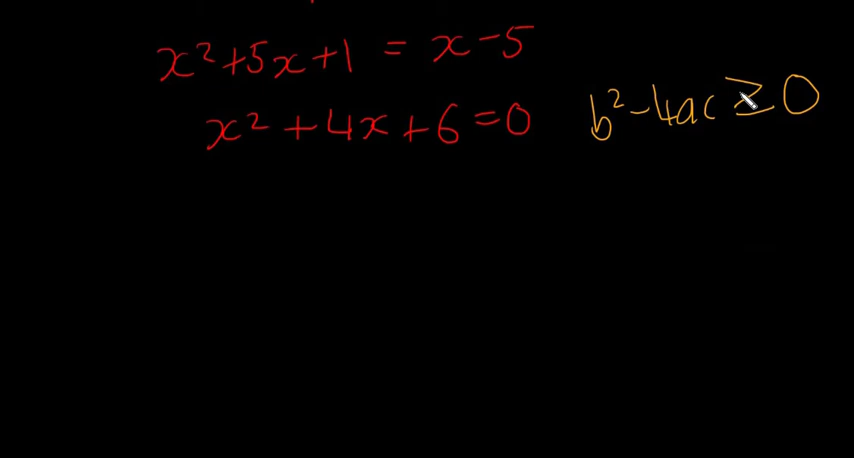 x² + 5x + 1 = x - 5
x² + 4x + 6 = 0
b² - 4ac ≥ 0